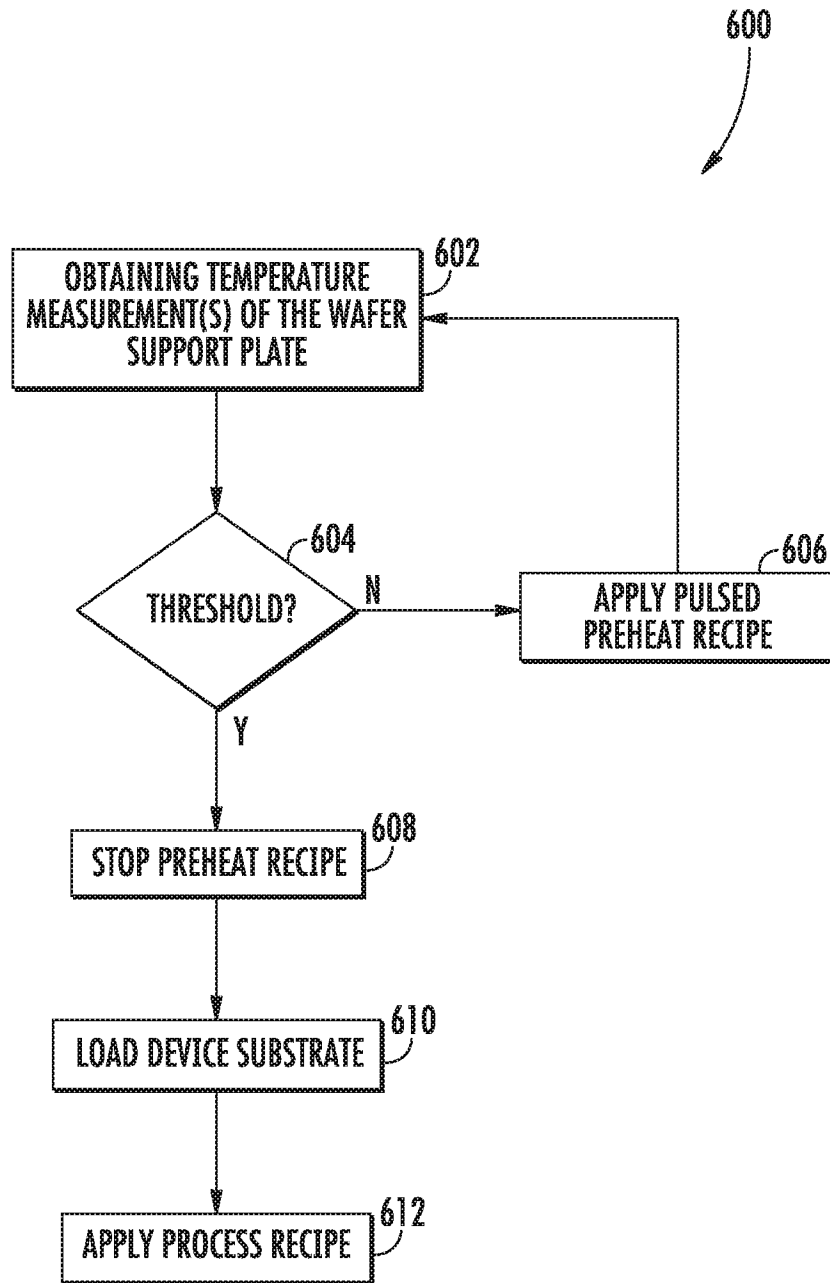 600
602
OBTAINING TEMPERATURE
MEASUREMENT(S) OF THE WAFER
SUPPORT PLATE
604
THRESHOLD?
N
606
APPLY PULSED
PREHEAT RECIPE
Y
608
STOP PREHEAT RECIPE
610
LOAD DEVICE SUBSTRATE
612
APPLY PROCESS RECIPE